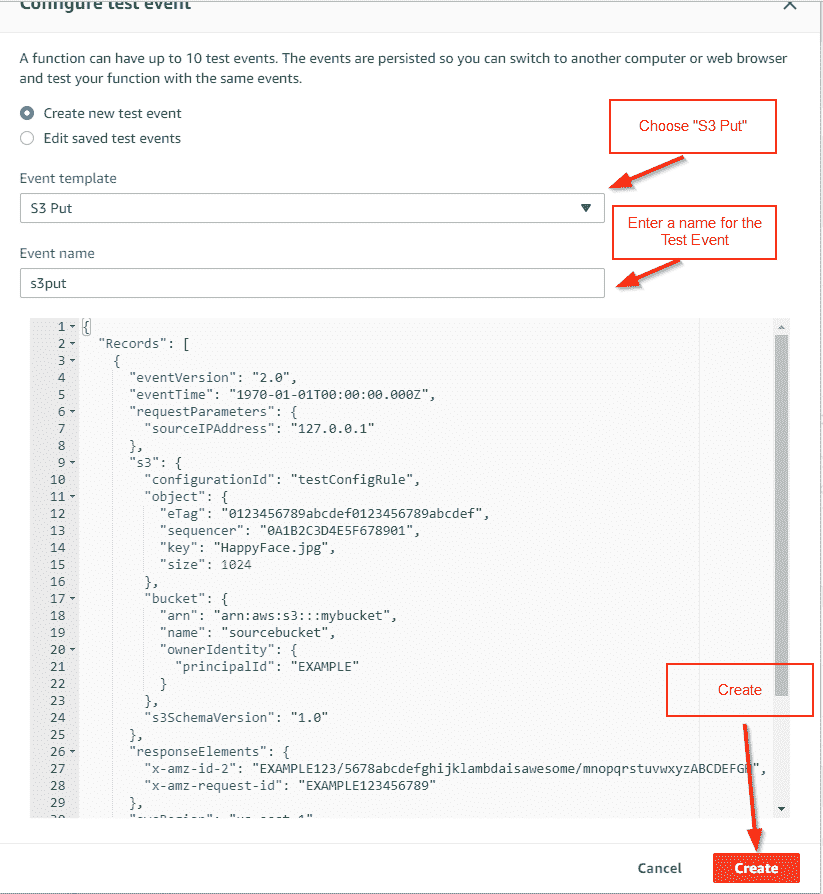 Configure test event
A function can have up to 10 test events. The events are persisted so you can switch to another computer or web browser
and test your function with the same events.
Create new test event
Edit saved test events
Choose "S3 Put"
Event template
S3 Put
Enter a name for the
Test Event
Event name
s3put
1 {
2 "Records": [
3 {
4 "eventVersion": "2.0",
5 "eventTime": "1970-01-01T00:00:00.000Z",
6 "requestParameters": {
7 "sourceIPAddress": "127.0.0.1"
8 },
9 "s3": {
10 "configurationId": "testConfigRule",
11 "object": {
12 "eTag": "0123456789abcdef0123456789abcdef",
13 "sequencer": "0A1B2C3D4E5F678901",
14 "key": "HappyFace.jpg",
15 "size": 1024
16 },
17 "bucket": {
18 "arn": "arn:aws:s3:::mybucket",
19 "name": "sourcebucket",
20 "ownerIdentity": {
21 "principalId": "EXAMPLE"
22 }
23 },
24 "s3SchemaVersion": "1.0"
25 },
26 "responseElements": {
27 "x-amz-id-2": "EXAMPLE123/5678abcdefghijklambdaisawesome/mnopqrstuvwxyzABCDEFGH",
28 "x-amz-request-id": "EXAMPLE123456789"
29 },
Create
Cancel
Create